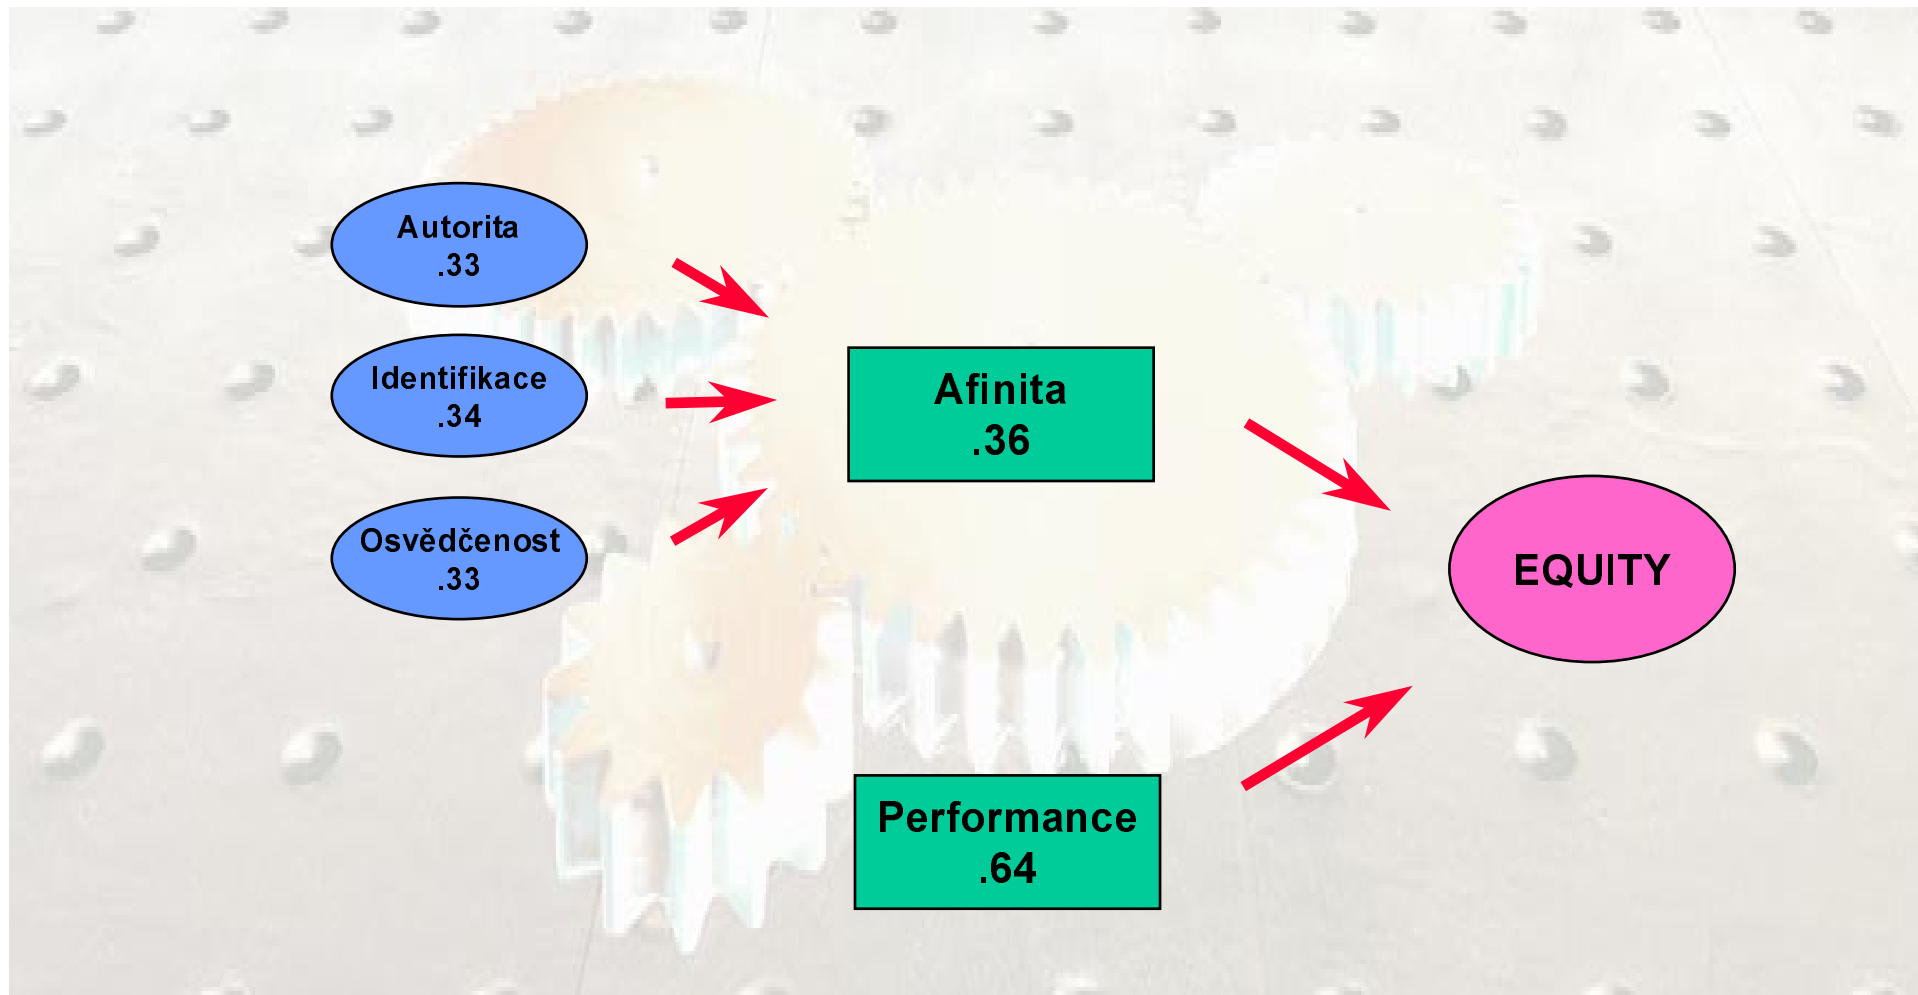 Autorita
.33
Identifikace
.34
Osvědčenost
.33
Afinita
.36
Performance
.64
EQUITY